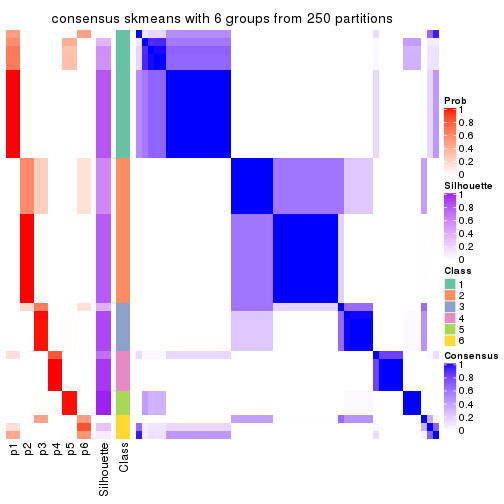 consensus skmeans with 6 groups from 250 partitions
Prob
1
0.8
0.6
0.4
0.2
0
Silhouette
1
0.8
0.6
0.4
0.2
0
Class
1
2
3
4
5
6
Consensus
1
0.8
0.6
0.4
0.2
0
p1
p2
p3
p4
p5
p6
Silhouette
Class